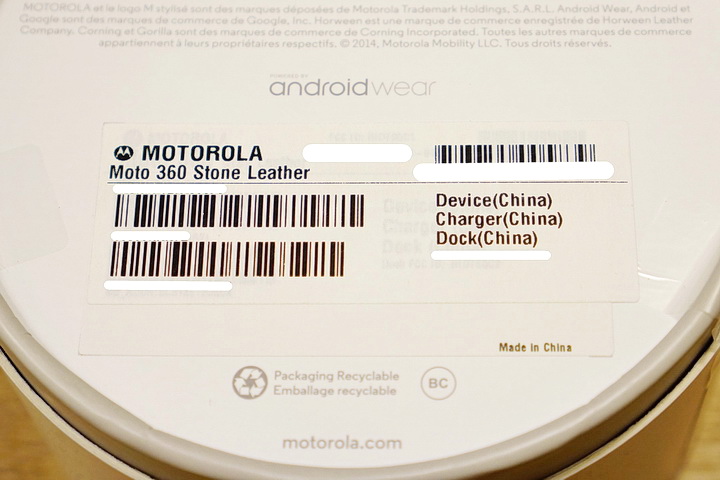 MOTOROLA et le logo M stylisé sont des marques déposées de Motorola Trademark Holdings, S.A.R.L. Android Wear, Android et
Google sont des marques de commerce de Google, Inc. Horween est une marque de commerce enregistrée de Horween Leather
Company. Corning et Gorilla sont des marques de commerce de Corning Incorporated. Toutes les autres marques de commerce
appartiennent à leurs propriétaires respectifs. © 2014, Motorola Mobility LLC. Tous droits réservés.
POWERED BY
androidwear
MOTOROLA
Moto 360 Stone Leather
Device(China)
Charger(China)
Dock(China)
Made in China
Packaging Recyclable
Emballage recyclable
BC
motorola.com